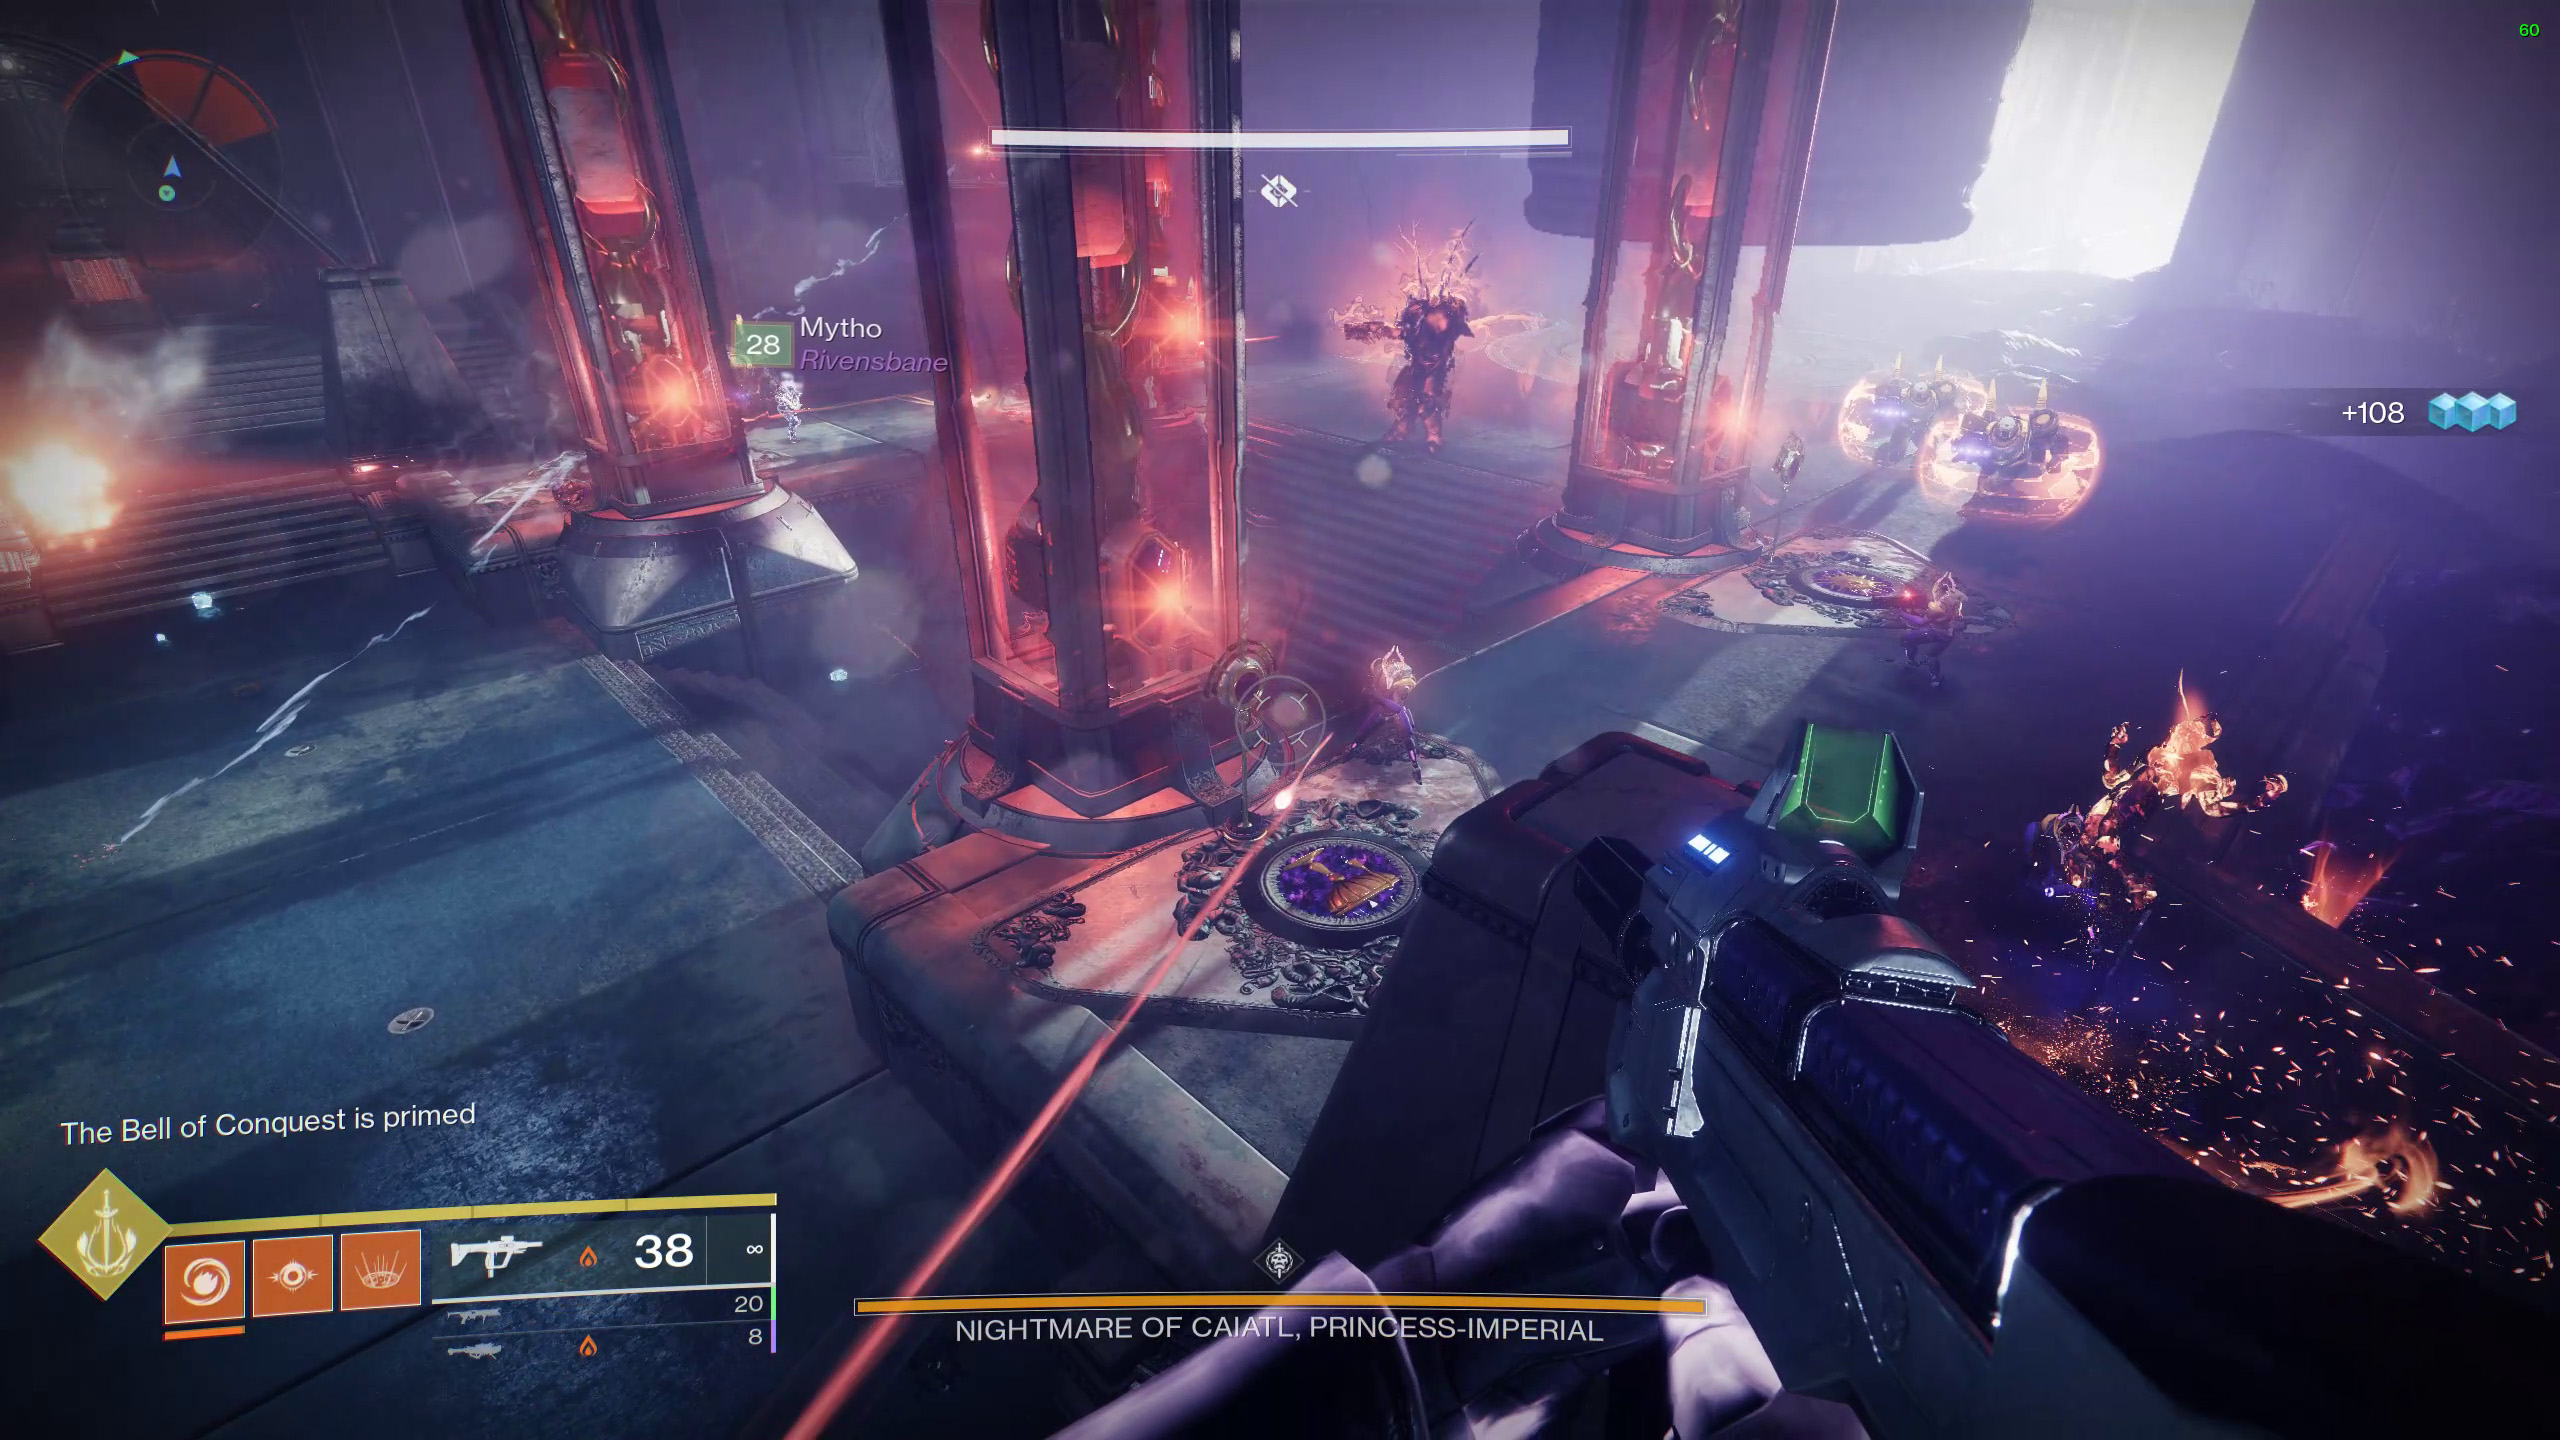 60
28
Mytho
Rivensbane
+108
The Bell of Conquest is primed
38
∞
20
8
NIGHTMARE OF CAIATL, PRINCESS-IMPERIAL